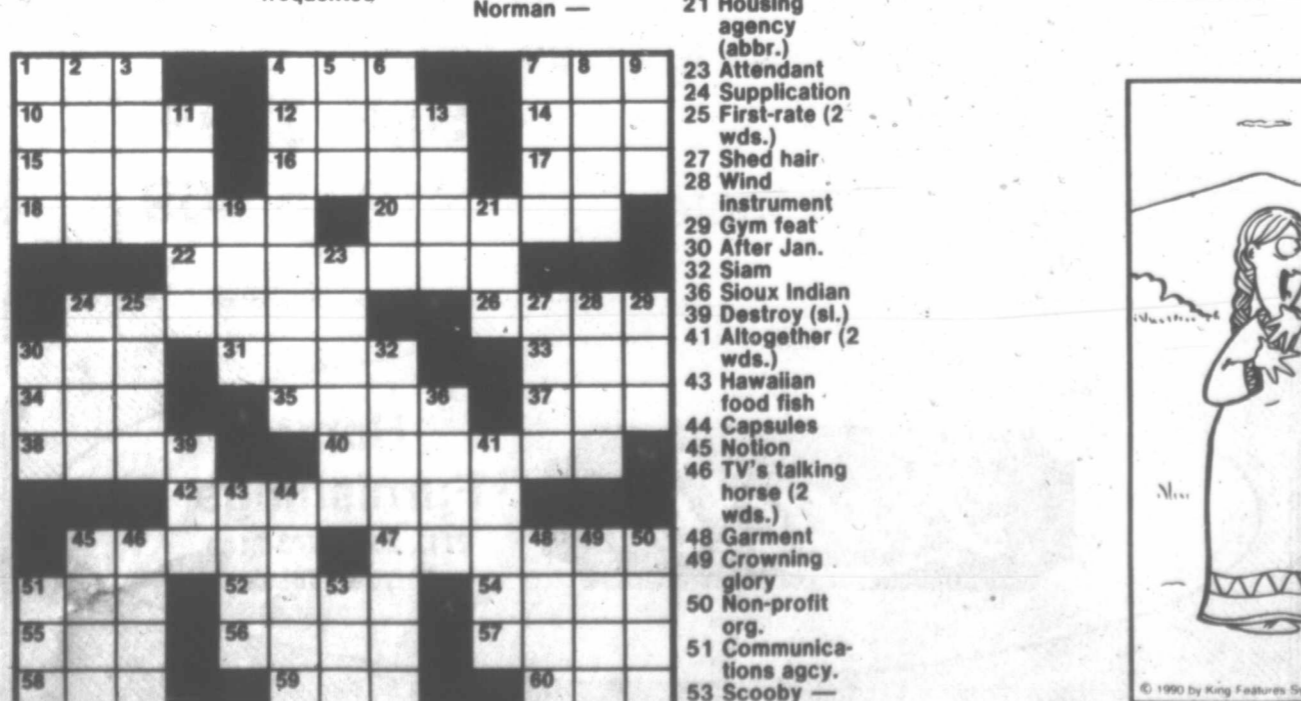 Norman —
1 2 3 4 5 6 7 8 9
10 11 12 13 14
15 16 17
18 19 20 21
22 23
24 25 26 27 28 29
30 31 32 33
34 35 36 37
38 39 40 41
42 43 44
45 46 47 48 49 50
51 52 53 54
55 56 57
58 59 60
21 Housing
agency
(abbr.)
23 Attendant
24 Supplication
25 First-rate (2
wds.)
27 Shed hair
28 Wind
instrument
29 Gym feat
30 After Jan.
32 Siam
36 Sioux Indian
39 Destroy (sl.)
41 Altogether (2
wds.)
43 Hawaiian
food fish
44 Capsules
45 Notion
46 TV's talking
horse (2
wds.)
48 Garment
49 Crowning
glory
50 Non-profit
org.
51 Communica-
tions agcy.
53 Scooby —
© 1990 by King Features